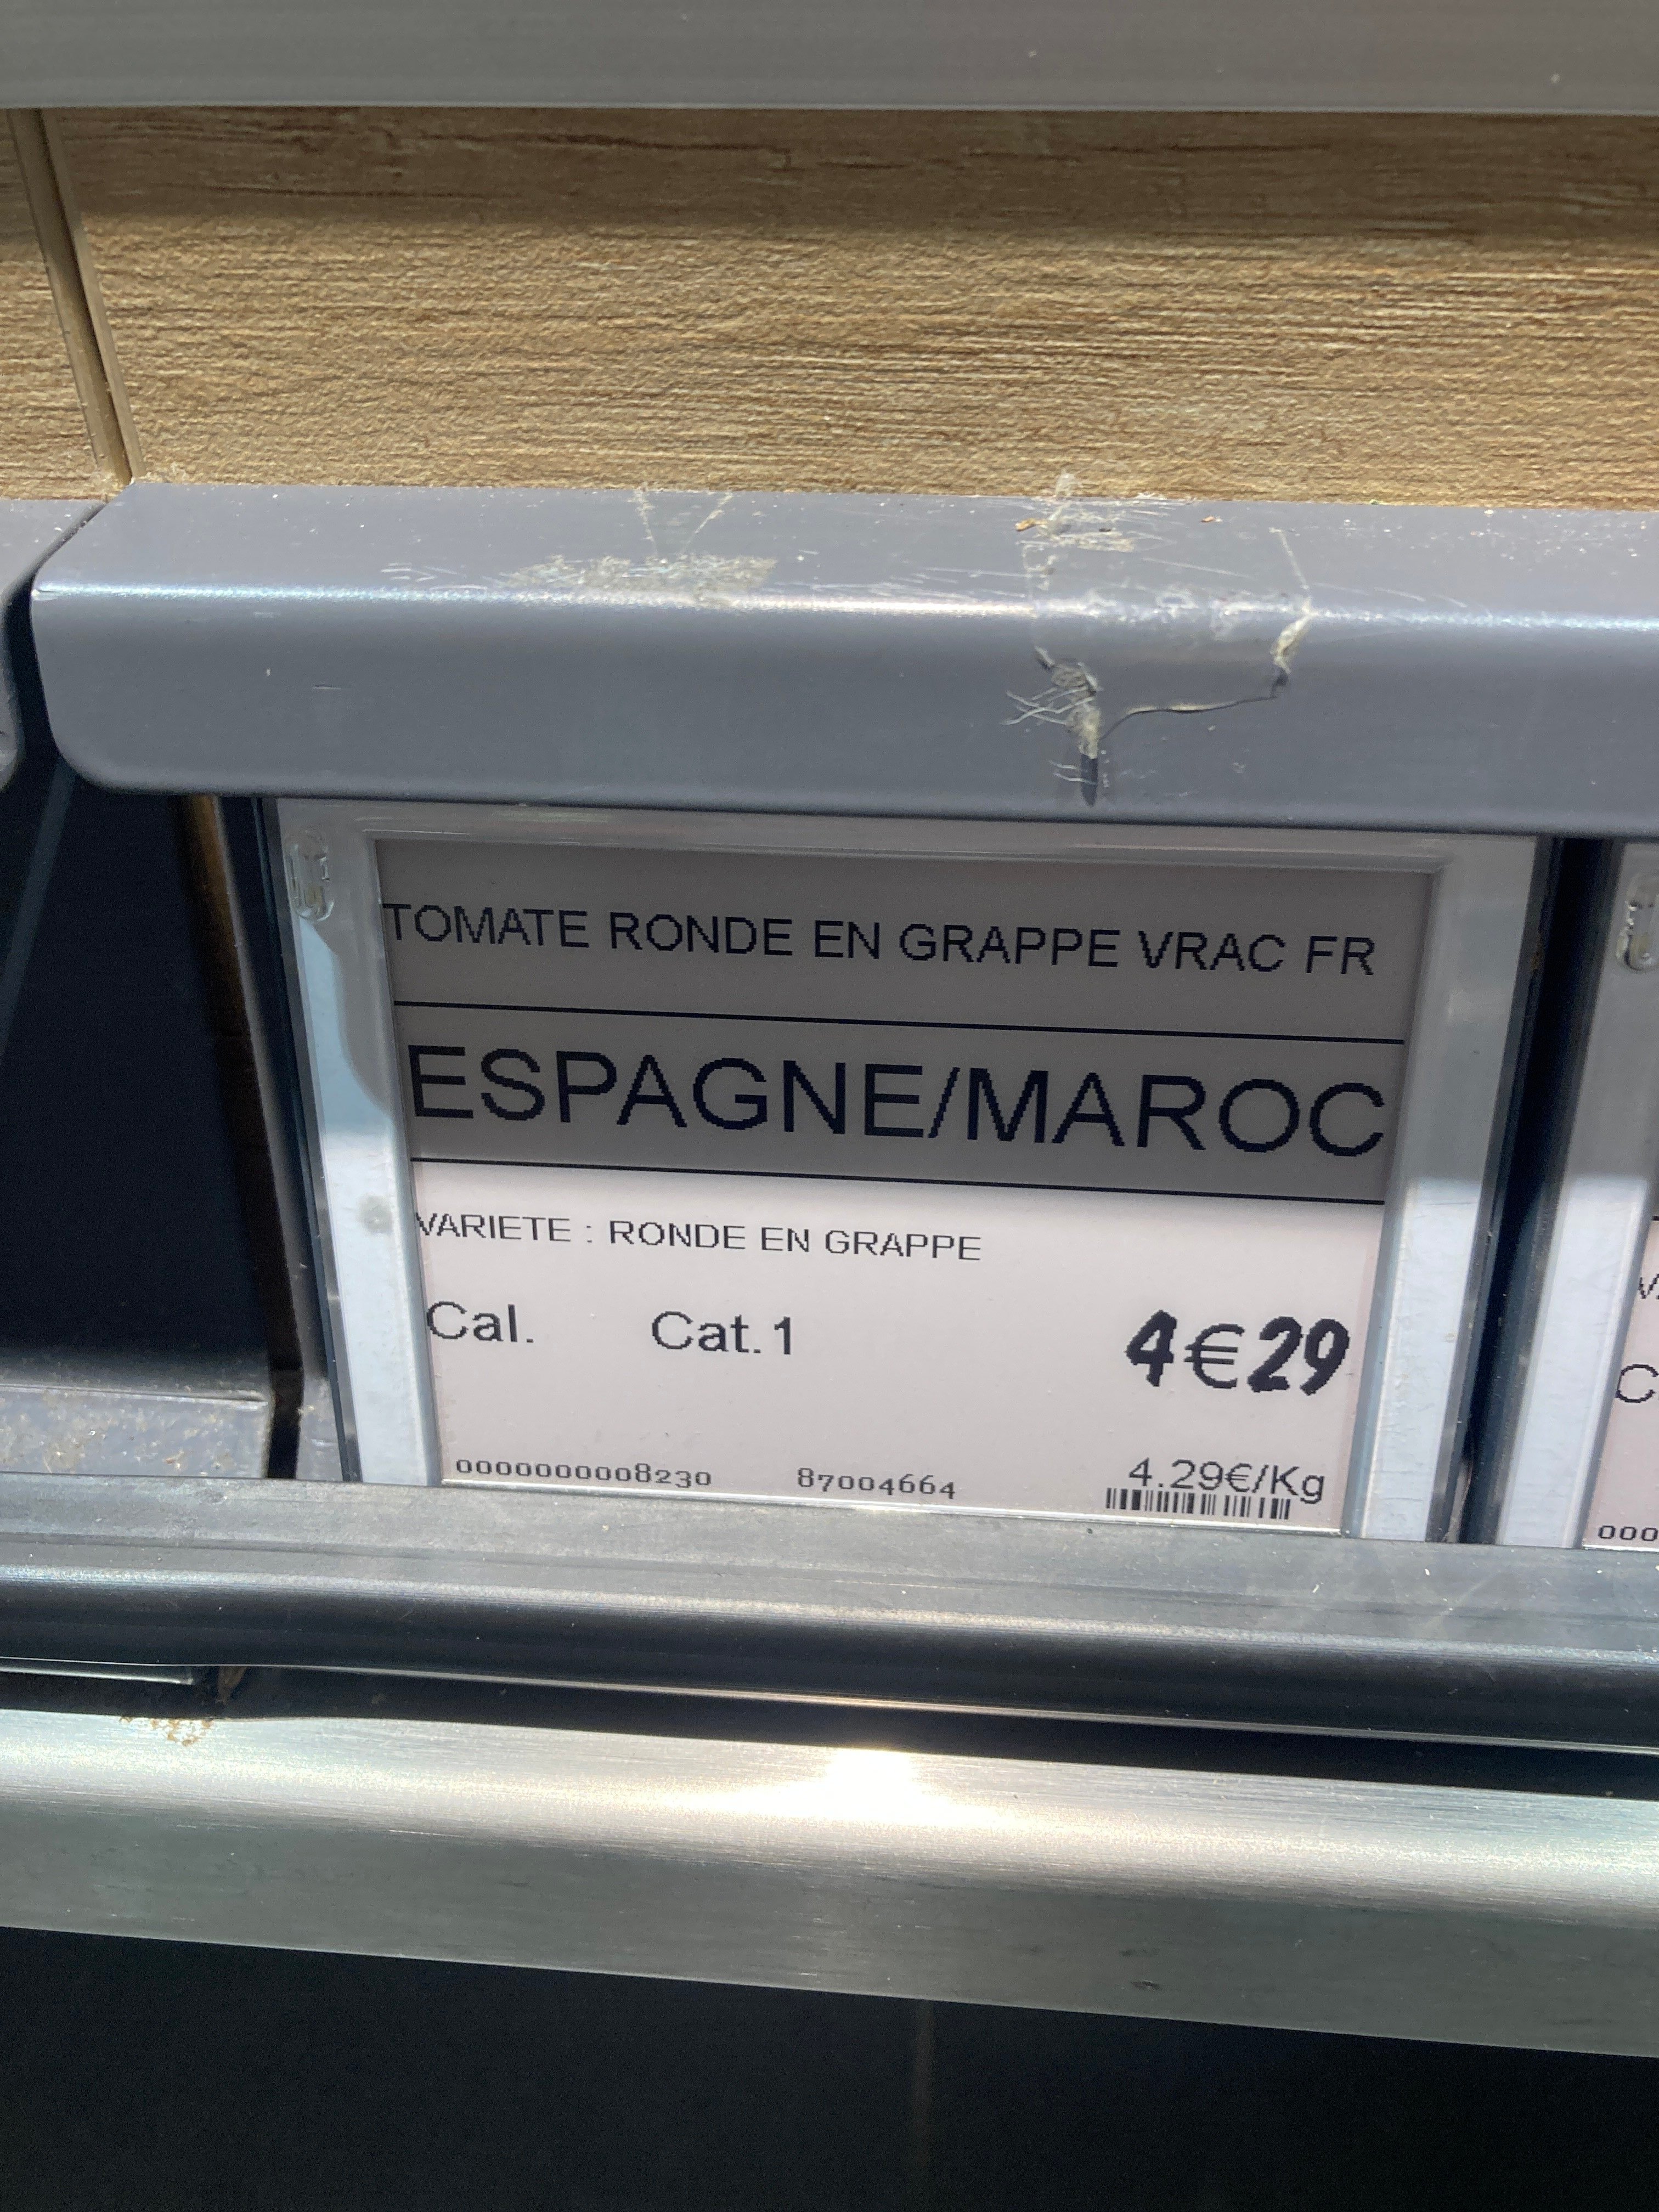 TOMATE RONDE EN GRAPPE VRAC FR
ESPAGNE/MAROC
VARIETE : RONDE EN GRAPPE
Cal. Cat.1 4€29
0000000008230 87004664 4.29€/Kg